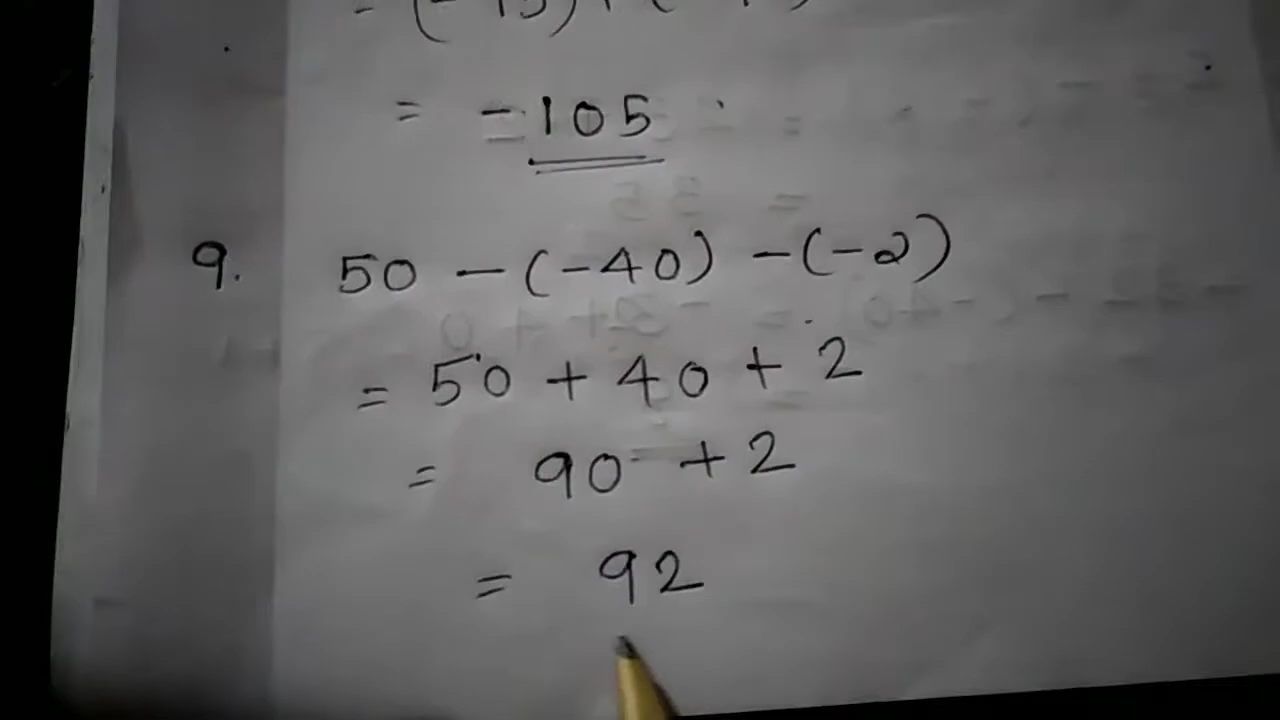 = -105
9. 50 - (-40) - (-2)
= 50 + 40 + 2
= 90 + 2
= 92